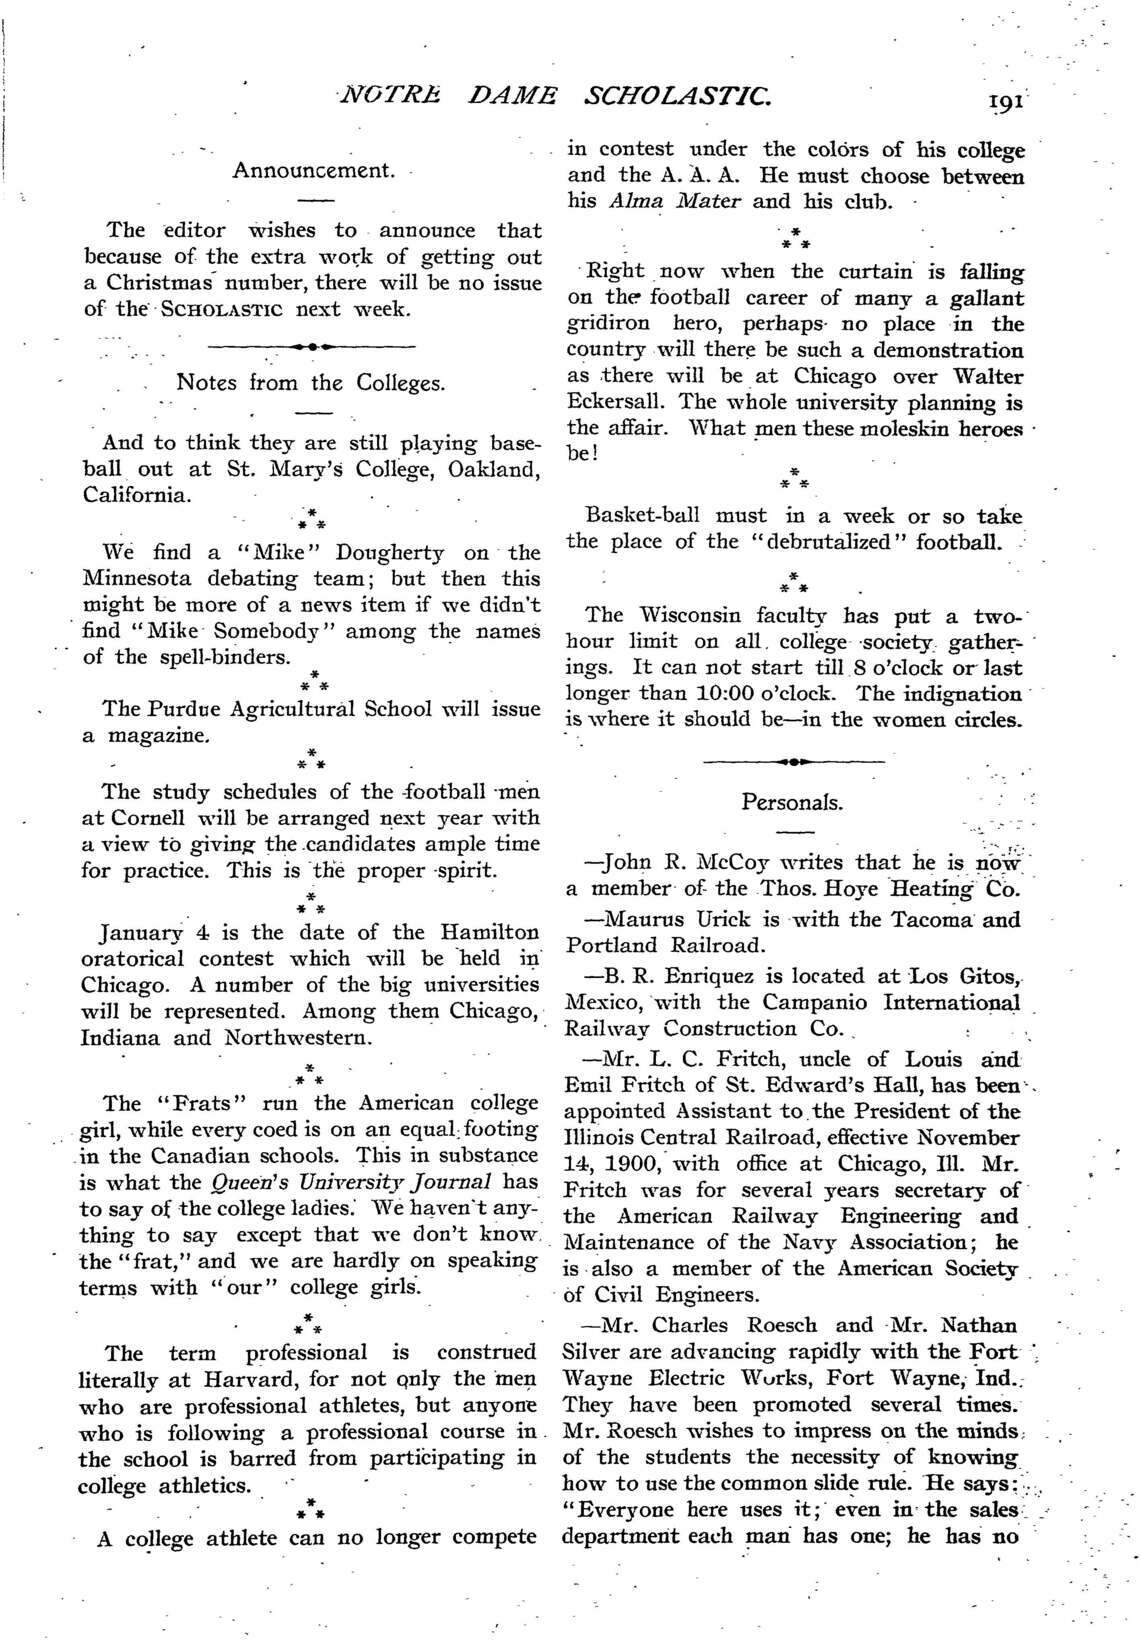 NOTRE DAME SCHOLASTIC.
191
Announcement.
The editor wishes to announce that
because of the extra work of getting out
a Christmas number, there will be no issue
of the SCHOLASTIC next week.
Notes from the Colleges.
And to think they are still playing base-
ball out at St. Mary's College, Oakland,
California.
*
* *
We find a "Mike" Dougherty on the
Minnesota debating team; but then this
might be more of a news item if we didn't
find "Mike Somebody" among the names
of the spell-binders.
*
* *
The Purdue Agricultural School will issue
a magazine.
*
* *
The study schedules of the football men
at Cornell will be arranged next year with
a view to giving the candidates ample time
for practice. This is the proper spirit.
*
* *
January 4 is the date of the Hamilton
oratorical contest which will be held in
Chicago. A number of the big universities
will be represented. Among them Chicago,
Indiana and Northwestern.
*
* *
The "Frats" run the American college
girl, while every coed is on an equal footing
in the Canadian schools. This in substance
is what the Queen's University Journal has
to say of the college ladies. We haven't any-
thing to say except that we don't know
the "frat," and we are hardly on speaking
terms with "our" college girls.
*
* *
The term professional is construed
literally at Harvard, for not only the men
who are professional athletes, but anyone
who is following a professional course in
the school is barred from participating in
college athletics.
*
* *
A college athlete can no longer compete
in contest under the colors of his college
and the A. A. A. He must choose between
his Alma Mater and his club.
*
* *
Right now when the curtain is falling
on the football career of many a gallant
gridiron hero, perhaps no place in the
country will there be such a demonstration
as there will be at Chicago over Walter
Eckersall. The whole university planning is
the affair. What men these moleskin heroes
be!
*
* *
Basket-ball must in a week or so take
the place of the "debrutalized" football.
*
* *
The Wisconsin faculty has put a two-
hour limit on all college society gather-
ings. It can not start till 8 o'clock or last
longer than 10:00 o'clock. The indignation
is where it should be—in the women circles.
Personals.
—John R. McCoy writes that he is now
a member of the Thos. Hoye Heating Co.
—Maurus Urick is with the Tacoma and
Portland Railroad.
—B. R. Enriquez is located at Los Gitos,
Mexico, with the Campanio International
Railway Construction Co.
—Mr. L. C. Fritch, uncle of Louis and
Emil Fritch of St. Edward's Hall, has been
appointed Assistant to the President of the
Illinois Central Railroad, effective November
14, 1900, with office at Chicago, Ill. Mr.
Fritch was for several years secretary of
the American Railway Engineering and
Maintenance of the Navy Association; he
is also a member of the American Society
of Civil Engineers.
—Mr. Charles Roesch and Mr. Nathan
Silver are advancing rapidly with the Fort
Wayne Electric Works, Fort Wayne, Ind.
They have been promoted several times.
Mr. Roesch wishes to impress on the minds
of the students the necessity of knowing
how to use the common slide rule. He says:
"Everyone here uses it; even in the sales
department each man has one; he has no